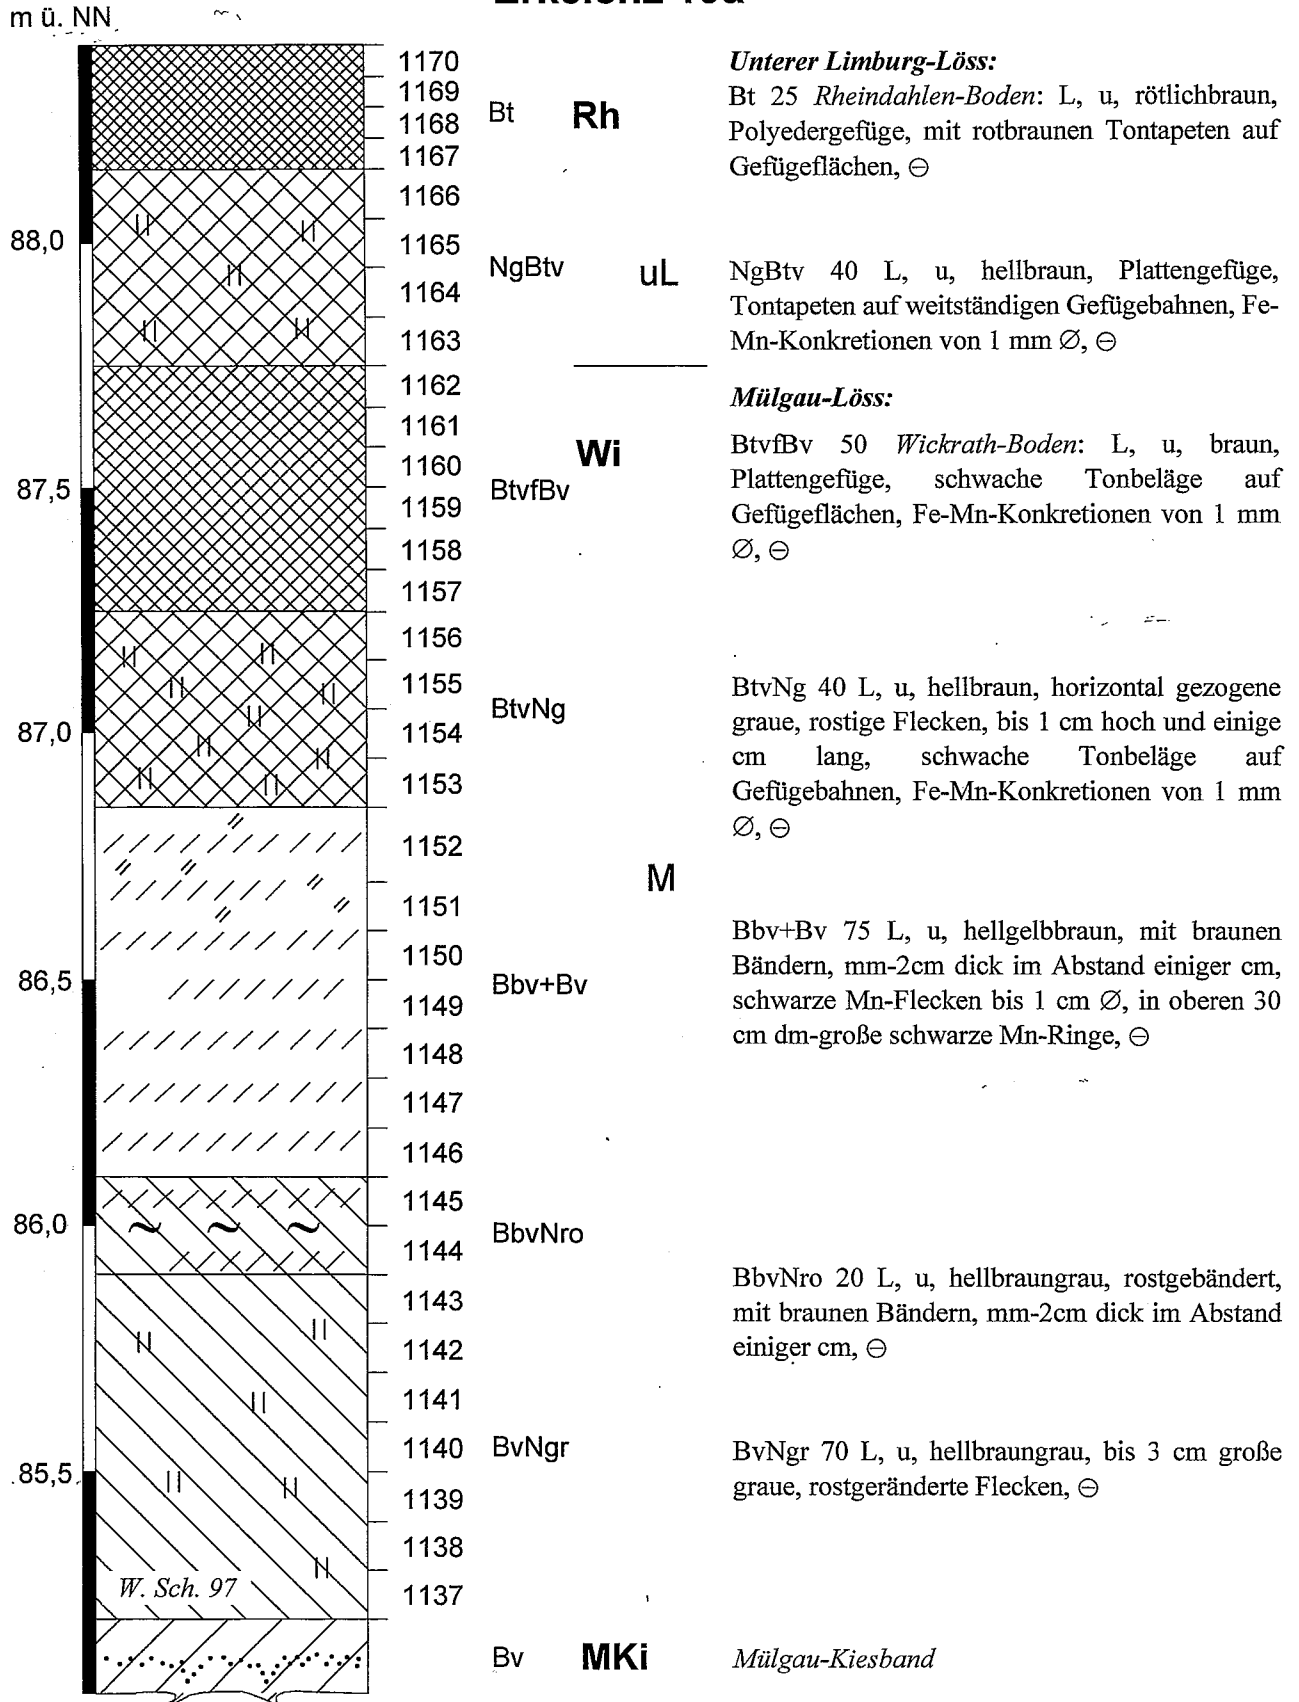 m ü. NN
1170
1169
1168
1167
1166
1165
1164
1163
1162
1161
1160
1159
1158
1157
1156
1155
1154
1153
1152
1151
1150
1149
1148
1147
1146
1145
1144
1143
1142
1141
1140
1139
1138
1137
88,0
87,5
87,0
86,5
86,0
85,5
W. Sch. 97
Bt
Rh
NgBtv
uL
Wi
BtvfBv
BtvNg
M
Bbv+Bv
BbvNro
BvNgr
Bv
MKi
Unterer Limburg-Löss:
Bt 25 Rheindahlen-Boden: L, u, rötlichbraun,
Polyedergefüge, mit rotbraunen Tontapeten auf
Gefügeflächen, ⊖
NgBtv 40 L, u, hellbraun, Plattengefüge,
Tontapeten auf weitständigen Gefügebahnen, Fe-
Mn-Konkretionen von 1 mm ∅, ⊖
Mülgau-Löss:
BtvfBv 50 Wickrath-Boden: L, u, braun,
Plattengefüge, schwache Tonbeläge auf
Gefügeflächen, Fe-Mn-Konkretionen von 1 mm
∅, ⊖
BtvNg 40 L, u, hellbraun, horizontal gezogene
graue, rostige Flecken, bis 1 cm hoch und einige
cm lang, schwache Tonbeläge auf
Gefügebahnen, Fe-Mn-Konkretionen von 1 mm
∅, ⊖
Bbv+Bv 75 L, u, hellgelbbraun, mit braunen
Bändern, mm-2cm dick im Abstand einiger cm,
schwarze Mn-Flecken bis 1 cm ∅, in oberen 30
cm dm-große schwarze Mn-Ringe, ⊖
BbvNro 20 L, u, hellbraungrau, rostgebändert,
mit braunen Bändern, mm-2cm dick im Abstand
einiger cm, ⊖
BvNgr 70 L, u, hellbraungrau, bis 3 cm große
graue, rostgeränderte Flecken, ⊖
Mülgau-Kiesband